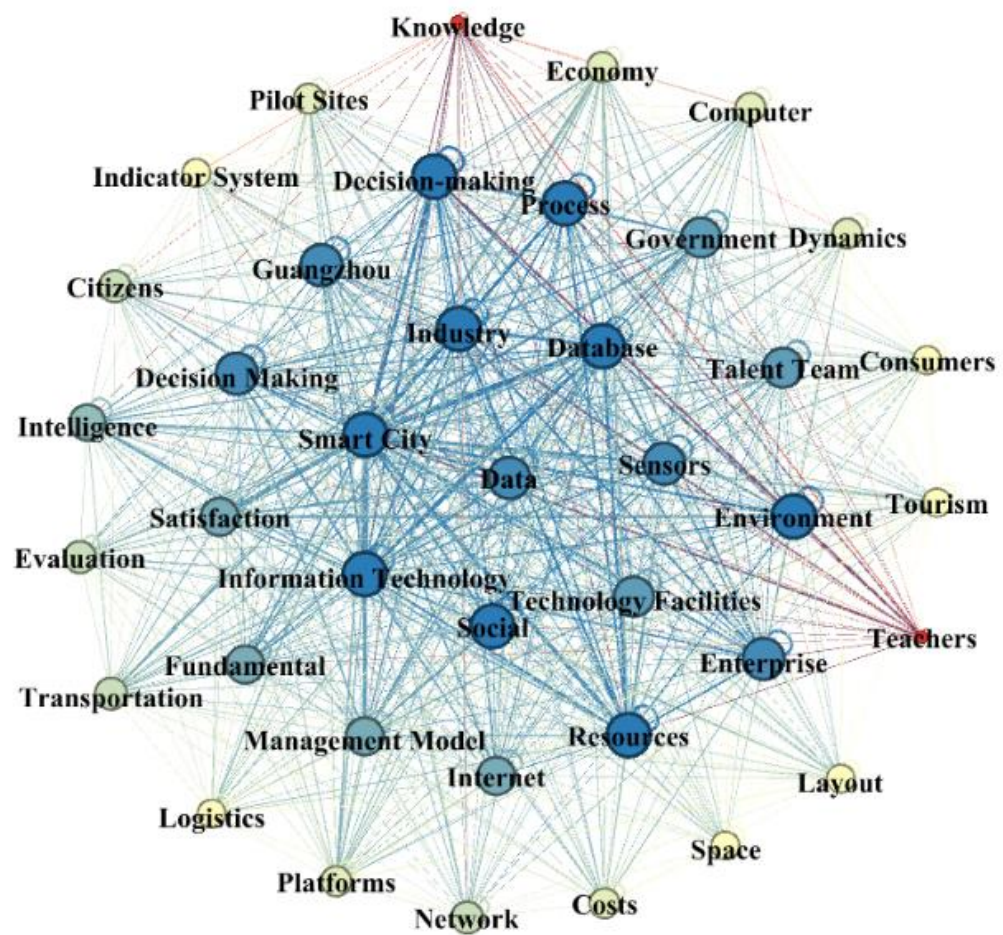 Knowledge
Economy
Pilot Sites
Computer
Indicator System
Decision-making
Process
Government
Dynamics
Guangzhou
Citizens
Industry
Database
Talent Team
Consumers
Decision Making
Intelligence
Smart City
Sensors
Data
Tourism
Satisfaction
Environment
Evaluation
Information Technology
Technology Facilities
Social
Teachers
Fundamental
Enterprise
Transportation
Management Model
Resources
Internet
Layout
Logistics
Space
Platforms
Costs
Network